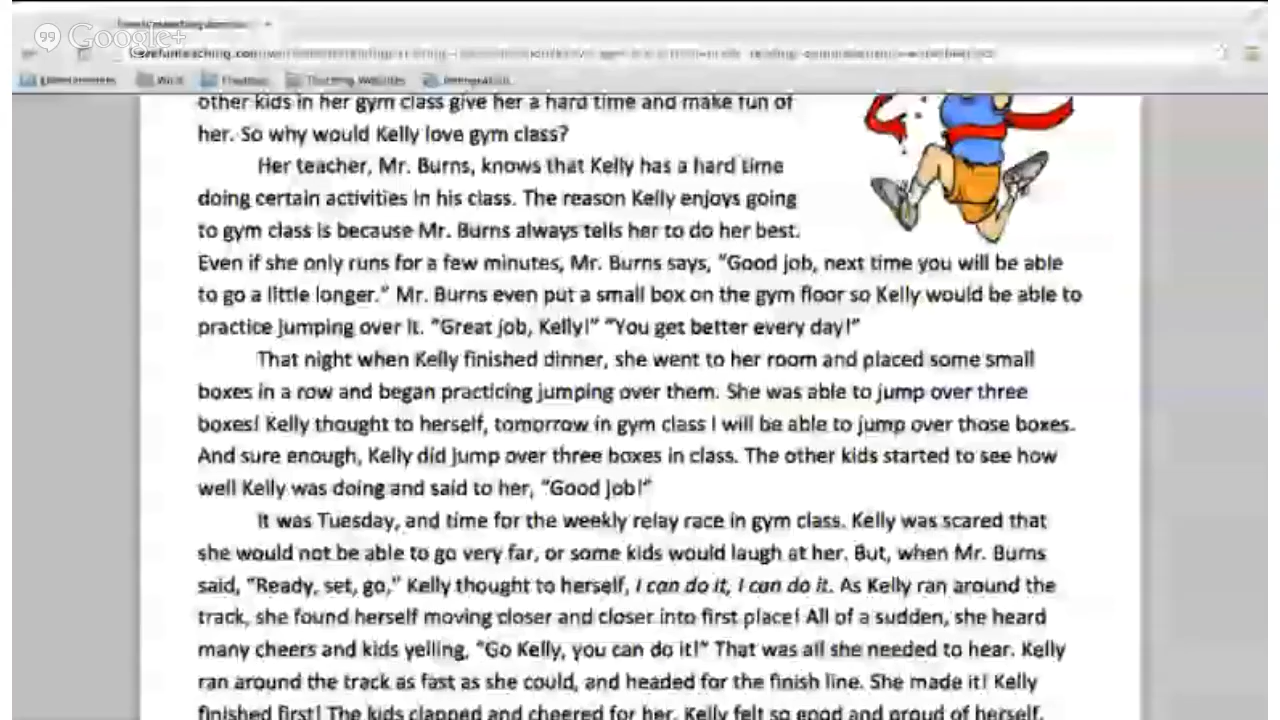 Google+
other kids in her gym class give her a hard time and make fun of
her. So why would Kelly love gym class?
Her teacher, Mr. Burns, knows that Kelly has a hard time
doing certain activities in his class. The reason Kelly enjoys going
to gym class is because Mr. Burns always tells her to do her best.
Even if she only runs for a few minutes, Mr. Burns says, "Good job, next time you will be able
to go a little longer." Mr. Burns even put a small box on the gym floor so Kelly would be able to
practice jumping over it. "Great job, Kelly!" "You get better every day!"
That night when Kelly finished dinner, she went to her room and placed some small
boxes in a row and began practicing jumping over them. She was able to jump over three
boxes! Kelly thought to herself, tomorrow in gym class I will be able to jump over those boxes.
And sure enough, Kelly did jump over three boxes in class. The other kids started to see how
well Kelly was doing and said to her, "Good job!"
It was Tuesday, and time for the weekly relay race in gym class. Kelly was scared that
she would not be able to go very far, or some kids would laugh at her. But, when Mr. Burns
said, "Ready, set, go," Kelly thought to herself, I can do it, I can do it. As Kelly ran around the
track, she found herself moving closer and closer into first place! All of a sudden, she heard
many cheers and kids yelling, "Go Kelly, you can do it!" That was all she needed to hear. Kelly
ran around the track as fast as she could, and headed for the finish line. She made it! Kelly
finished first! The kids clapped and cheered for her. Kelly felt so good and proud of herself.